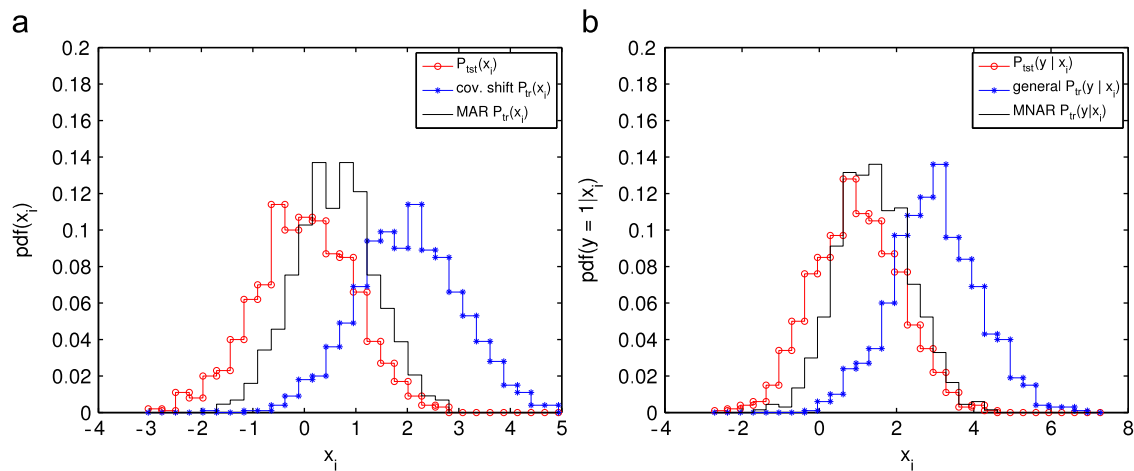 a
0.2
0.18
0.16
0.14
0.12
0.1
0.08
0.06
0.04
0.02
0
pdf(x_i)
-4 -3 -2 -1 0 1 2 3 4 5
x_i
P_tst(x_i)
cov. shift P_tr(x_i)
MAR P_tr(x_i)
b
0.2
0.18
0.16
0.14
0.12
0.1
0.08
0.06
0.04
0.02
0
pdf(y = 1|x_i)
-4 -2 0 2 4 6 8
x_i
P_tst(y | x_i)
general P_tr(y | x_i)
MNAR P_tr(y|x_i)